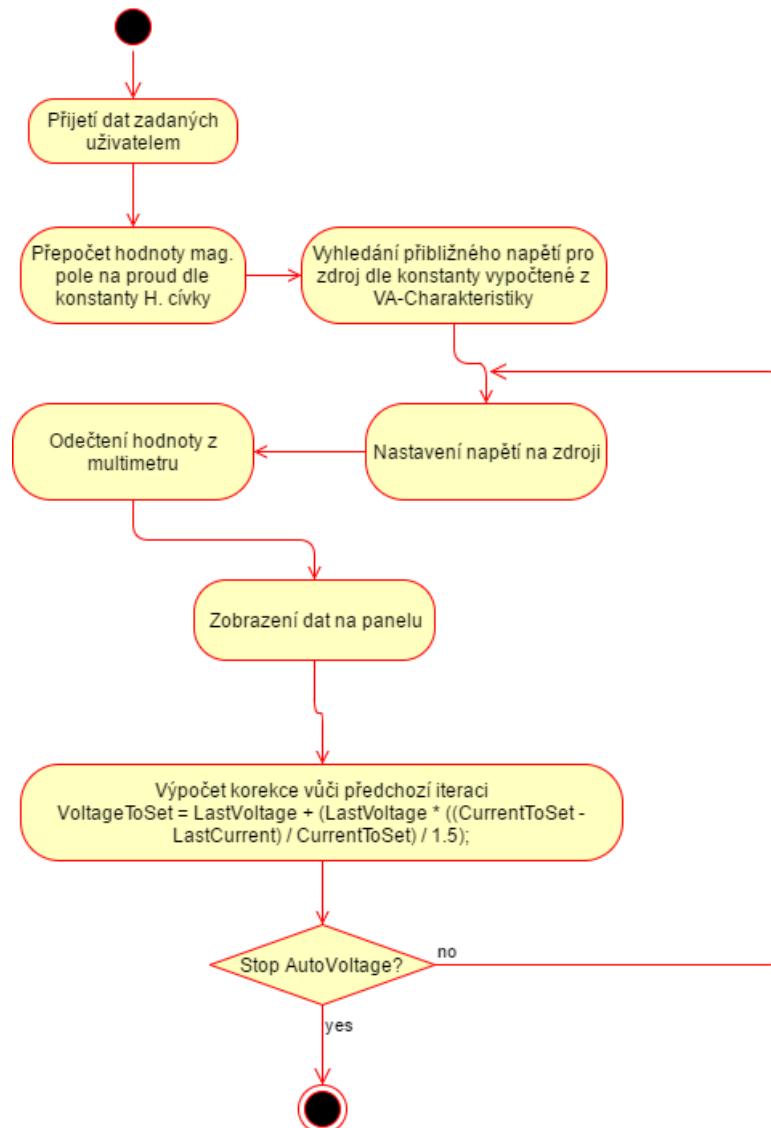 Přijetí dat zadaných
uživatelem
Přepočet hodnoty mag.
pole na proud dle
konstanty H. cívky
Vyhledání přibližného napětí pro
zdroj dle konstanty vypočtené z
VA-Charakteristiky
Nastavení napětí na zdroji
Odečtení hodnoty z
multimetru
Zobrazení dat na panelu
Výpočet korekce vůči předchozí iteraci
VoltageToSet = LastVoltage + (LastVoltage * ((CurrentToSet -
LastCurrent) / CurrentToSet) / 1.5);
Stop AutoVoltage?
no
yes